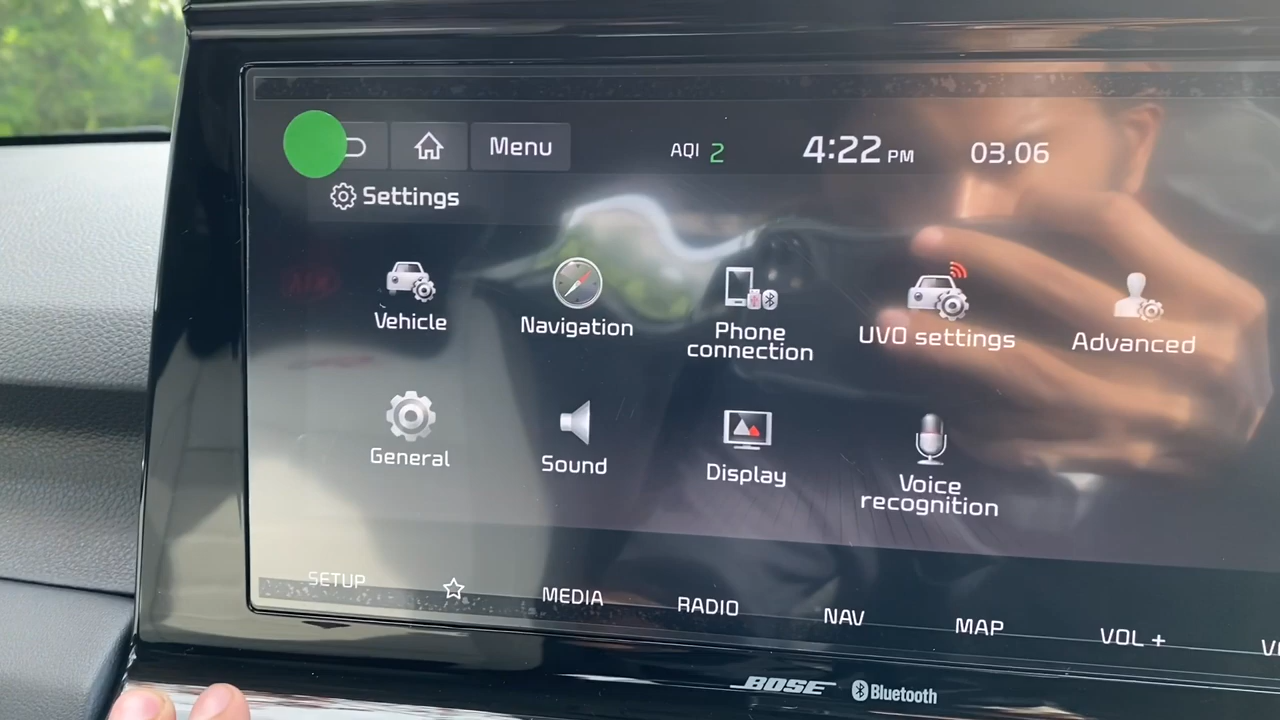 Menu
AQI 2
4:22 PM
03.06
Settings
Vehicle
Navigation
Phone
connection
UVO settings
Advanced
General
Sound
Display
Voice
recognition
SETUP
MEDIA
RADIO
NAV
MAP
VOL +
BOSE
Bluetooth